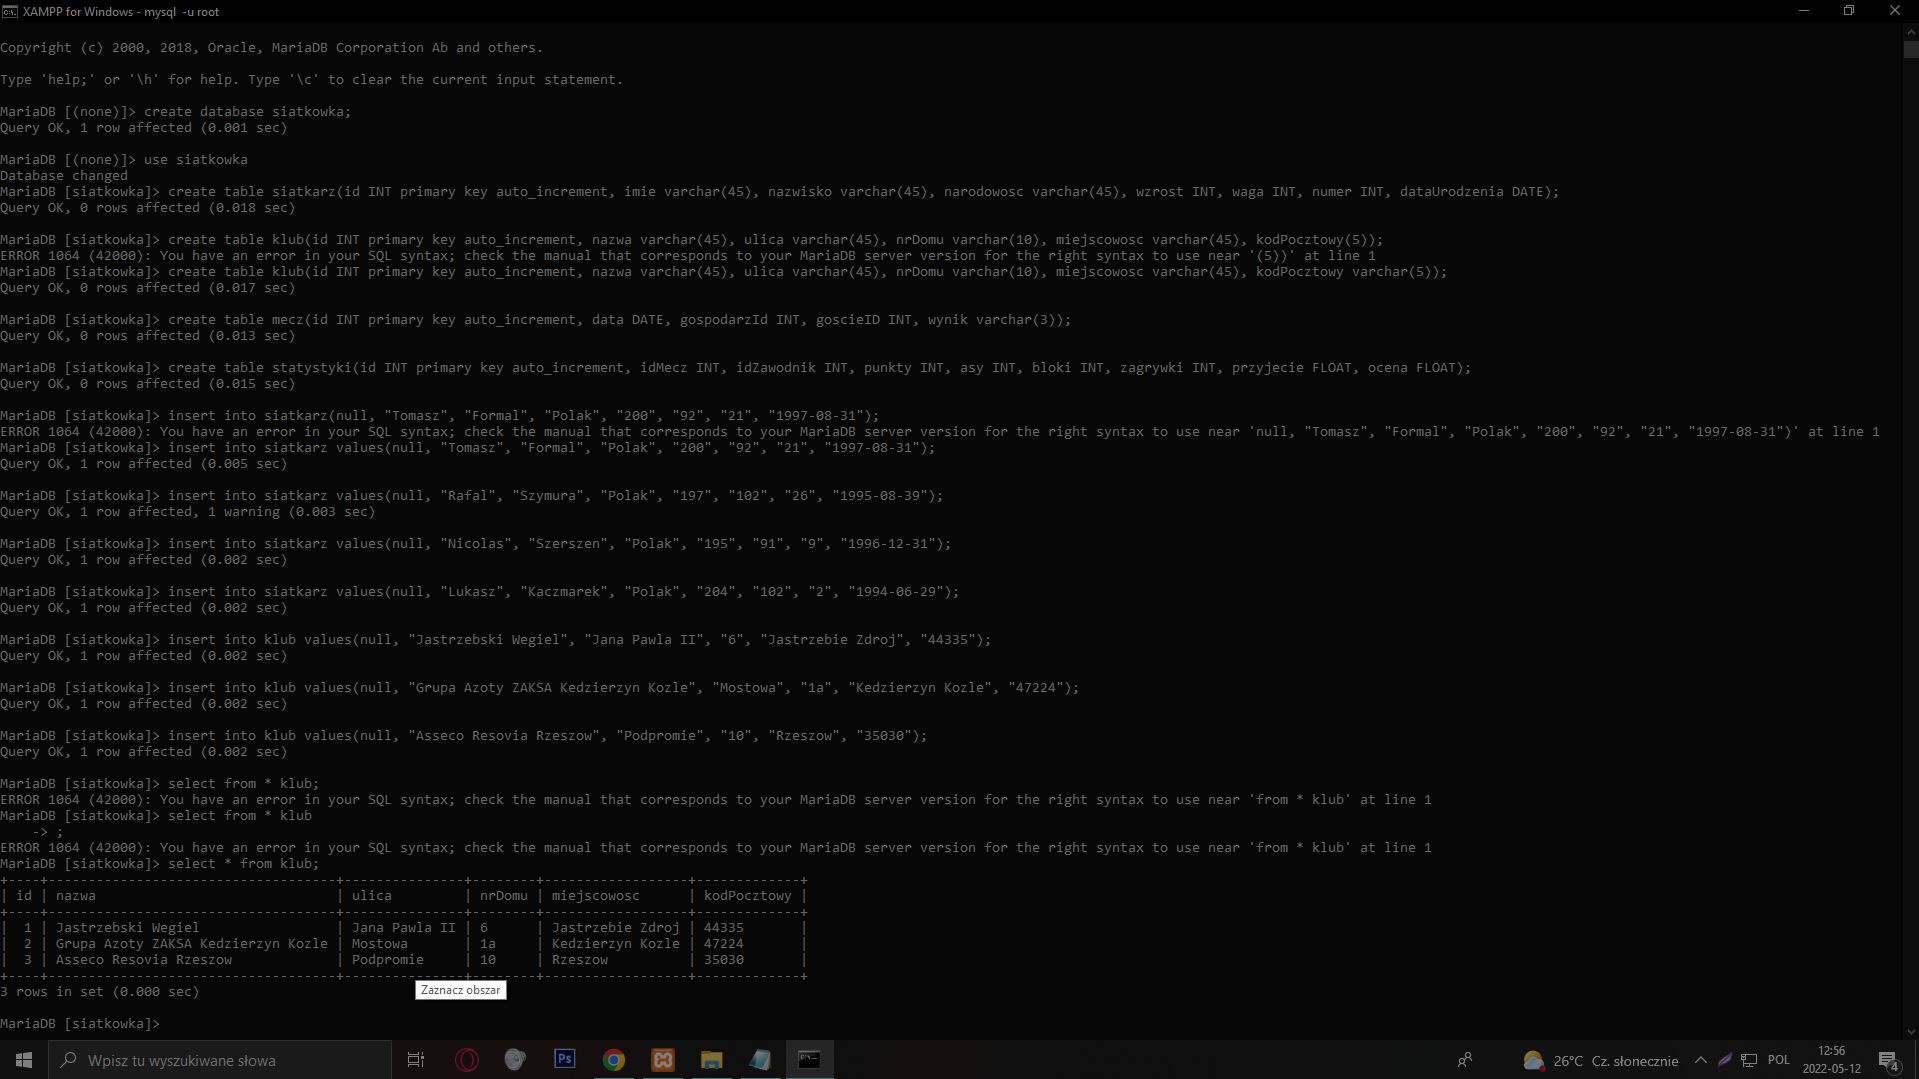 XAMPP for Windows - mysql  -u root
Copyright (c) 2000, 2018, Oracle, MariaDB Corporation Ab and others.
Type 'help;' or '\h' for help. Type '\c' to clear the current input statement.
MariaDB [(none)]> create database siatkowka;
Query OK, 1 row affected (0.001 sec)
MariaDB [(none)]> use siatkowka
Database changed
MariaDB [siatkowka]> create table siatkarz(id INT primary key auto_increment, imie varchar(45), nazwisko varchar(45), narodowosc varchar(45), wzrost INT, waga INT, numer INT, dataUrodzenia DATE);
Query OK, 0 rows affected (0.018 sec)
MariaDB [siatkowka]> create table klub(id INT primary key auto_increment, nazwa varchar(45), ulica varchar(45), nrDomu varchar(10), miejscowosc varchar(45), kodPocztowy(5));
ERROR 1064 (42000): You have an error in your SQL syntax; check the manual that corresponds to your MariaDB server version for the right syntax to use near '(5))' at line 1
MariaDB [siatkowka]> create table klub(id INT primary key auto_increment, nazwa varchar(45), ulica varchar(45), nrDomu varchar(10), miejscowosc varchar(45), kodPocztowy varchar(5));
Query OK, 0 rows affected (0.017 sec)
MariaDB [siatkowka]> create table mecz(id INT primary key auto_increment, data DATE, gospodarzId INT, goscieID INT, wynik varchar(3));
Query OK, 0 rows affected (0.013 sec)
MariaDB [siatkowka]> create table statystyki(id INT primary key auto_increment, idMecz INT, idZawodnik INT, punkty INT, asy INT, bloki INT, zagrywki INT, przyjecie FLOAT, ocena FLOAT);
Query OK, 0 rows affected (0.015 sec)
MariaDB [siatkowka]> insert into siatkarz(null, "Tomasz", "Formal", "Polak", "200", "92", "21", "1997-08-31");
ERROR 1064 (42000): You have an error in your SQL syntax; check the manual that corresponds to your MariaDB server version for the right syntax to use near 'null, "Tomasz", "Formal", "Polak", "200", "92", "21", "1997-08-31")' at line 1
MariaDB [siatkowka]> insert into siatkarz values(null, "Tomasz", "Formal", "Polak", "200", "92", "21", "1997-08-31");
Query OK, 1 row affected (0.005 sec)
MariaDB [siatkowka]> insert into siatkarz values(null, "Rafal", "Szymura", "Polak", "197", "102", "26", "1995-08-39");
Query OK, 1 row affected, 1 warning (0.003 sec)
MariaDB [siatkowka]> insert into siatkarz values(null, "Nicolas", "Szerszen", "Polak", "195", "91", "9", "1996-12-31");
Query OK, 1 row affected (0.002 sec)
MariaDB [siatkowka]> insert into siatkarz values(null, "Lukasz", "Kaczmarek", "Polak", "204", "102", "2", "1994-06-29");
Query OK, 1 row affected (0.002 sec)
MariaDB [siatkowka]> insert into klub values(null, "Jastrzebski Wegiel", "Jana Pawla II", "6", "Jastrzebie Zdroj", "44335");
Query OK, 1 row affected (0.002 sec)
MariaDB [siatkowka]> insert into klub values(null, "Grupa Azoty ZAKSA Kedzierzyn Kozle", "Mostowa", "1a", "Kedzierzyn Kozle", "47224");
Query OK, 1 row affected (0.002 sec)
MariaDB [siatkowka]> insert into klub values(null, "Asseco Resovia Rzeszow", "Podpromie", "10", "Rzeszow", "35030");
Query OK, 1 row affected (0.002 sec)
MariaDB [siatkowka]> select from * klub;
ERROR 1064 (42000): You have an error in your SQL syntax; check the manual that corresponds to your MariaDB server version for the right syntax to use near 'from * klub' at line 1
MariaDB [siatkowka]> select from * klub
    -> ;
ERROR 1064 (42000): You have an error in your SQL syntax; check the manual that corresponds to your MariaDB server version for the right syntax to use near 'from * klub' at line 1
MariaDB [siatkowka]> select * from klub;
| id | nazwa | ulica | nrDomu | miejscowosc | kodPocztowy |
| 1 | Jastrzebski Wegiel | Jana Pawla II | 6 | Jastrzebie Zdroj | 44335 |
| 2 | Grupa Azoty ZAKSA Kedzierzyn Kozle | Mostowa | 1a | Kedzierzyn Kozle | 47224 |
| 3 | Asseco Resovia Rzeszow | Podpromie | 10 | Rzeszow | 35030 |
Zaznacz obszar
3 rows in set (0.000 sec)
MariaDB [siatkowka]>
Wpisz tu wyszukiwane słowa
Ps
26°C Cz. słonecznie
POL
12:56
2022-05-12
4